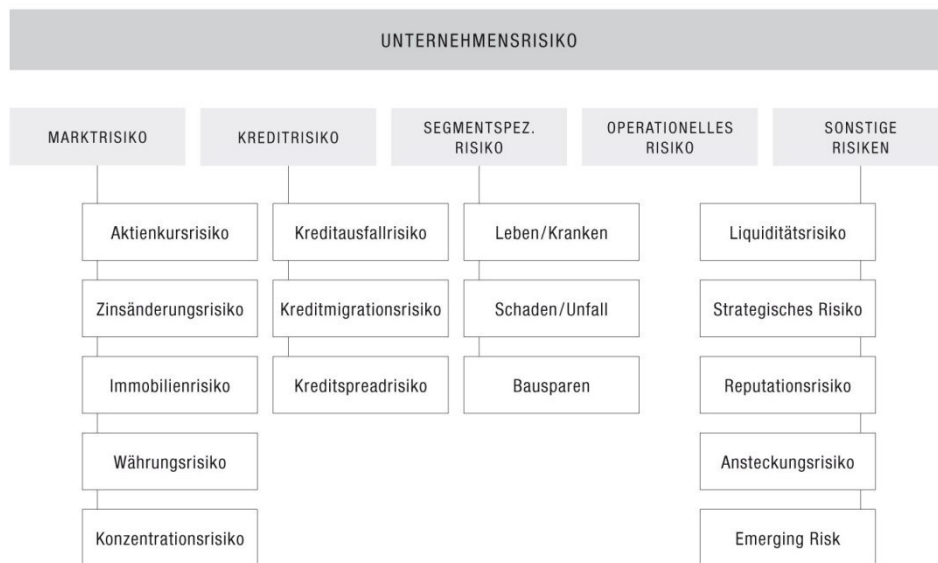 UNTERNEHMENSRISIKO
MARKTRISIKO
KREDITRISIKO
SEGMENTSPEZ.
RISIKO
OPERATIONELLES
RISIKO
SONSTIGE
RISIKEN
Aktienkursrisiko
Zinsänderungsrisiko
Immobilienrisiko
Währungsrisiko
Konzentrationsrisiko
Kreditausfallrisiko
Kreditmigrationsrisiko
Kreditspreadrisiko
Leben/Kranken
Schaden/Unfall
Bausparen
Liquiditätsrisiko
Strategisches Risiko
Reputationsrisiko
Ansteckungsrisiko
Emerging Risk